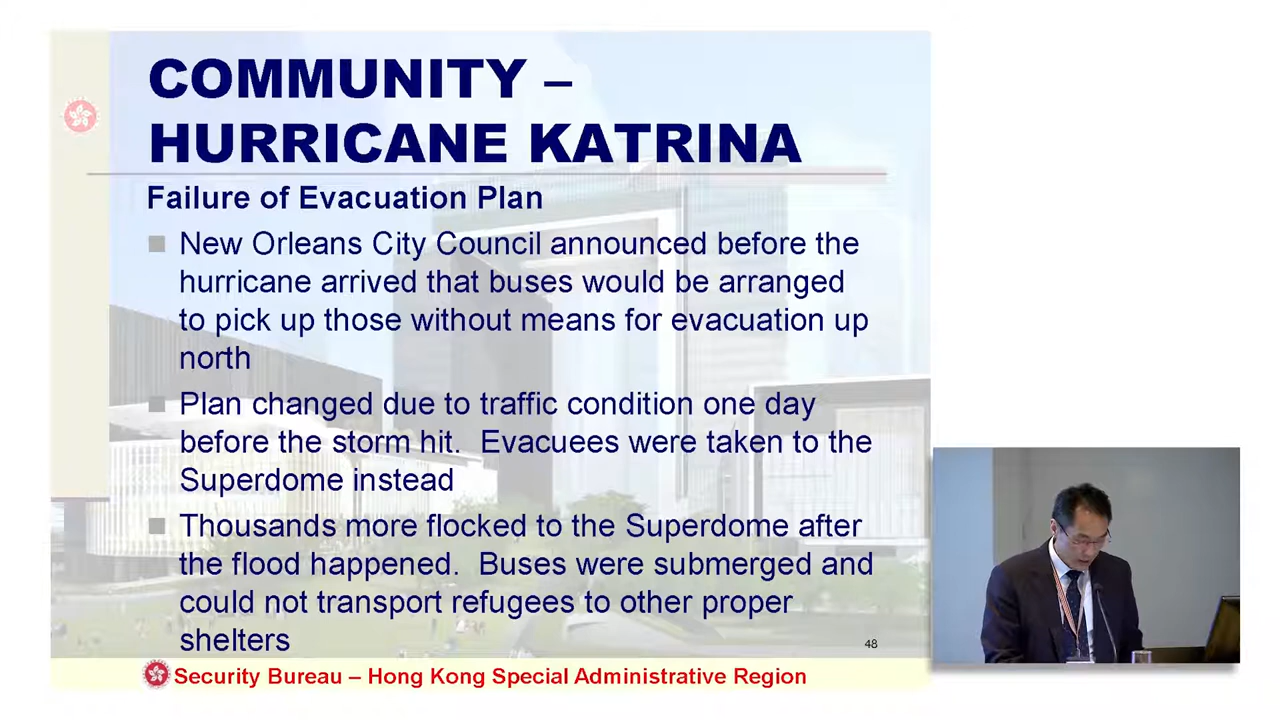 COMMUNITY –
HURRICANE KATRINA
Failure of Evacuation Plan
New Orleans City Council announced before the
hurricane arrived that buses would be arranged
to pick up those without means for evacuation up
north
Plan changed due to traffic condition one day
before the storm hit.  Evacuees were taken to the
Superdome instead
Thousands more flocked to the Superdome after
the flood happened.  Buses were submerged and
could not transport refugees to other proper
shelters
48
Security Bureau – Hong Kong Special Administrative Region